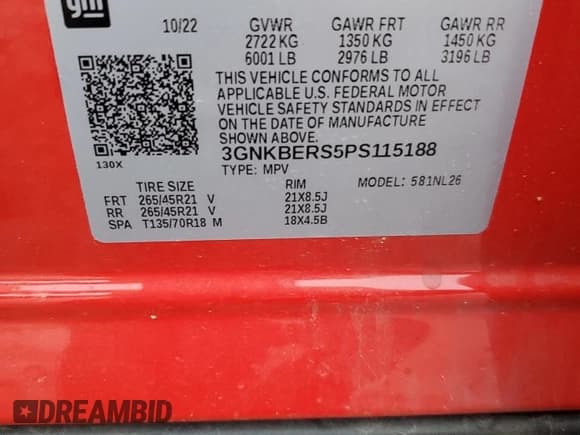 gm
10/22 GVWR GAWR FRT GAWR RR
2722 KG 1350 KG 1450 KG
6001 LB 2976 LB 3196 LB
THIS VEHICLE CONFORMS TO ALL
APPLICABLE U.S. FEDERAL MOTOR
VEHICLE SAFETY STANDARDS IN EFFECT
ON THE DATE OF MANUFACTURE
SHOWN ABOVE.
130X
3GNKBERS5PS115188
TYPE: MPV MODEL: 581NL26
TIRE SIZE RIM
FRT 265/45R21 V 21X8.5J
RR 265/45R21 V 21X8.5J
SPA T135/70R18 M 18X4.5B
DREAMBID